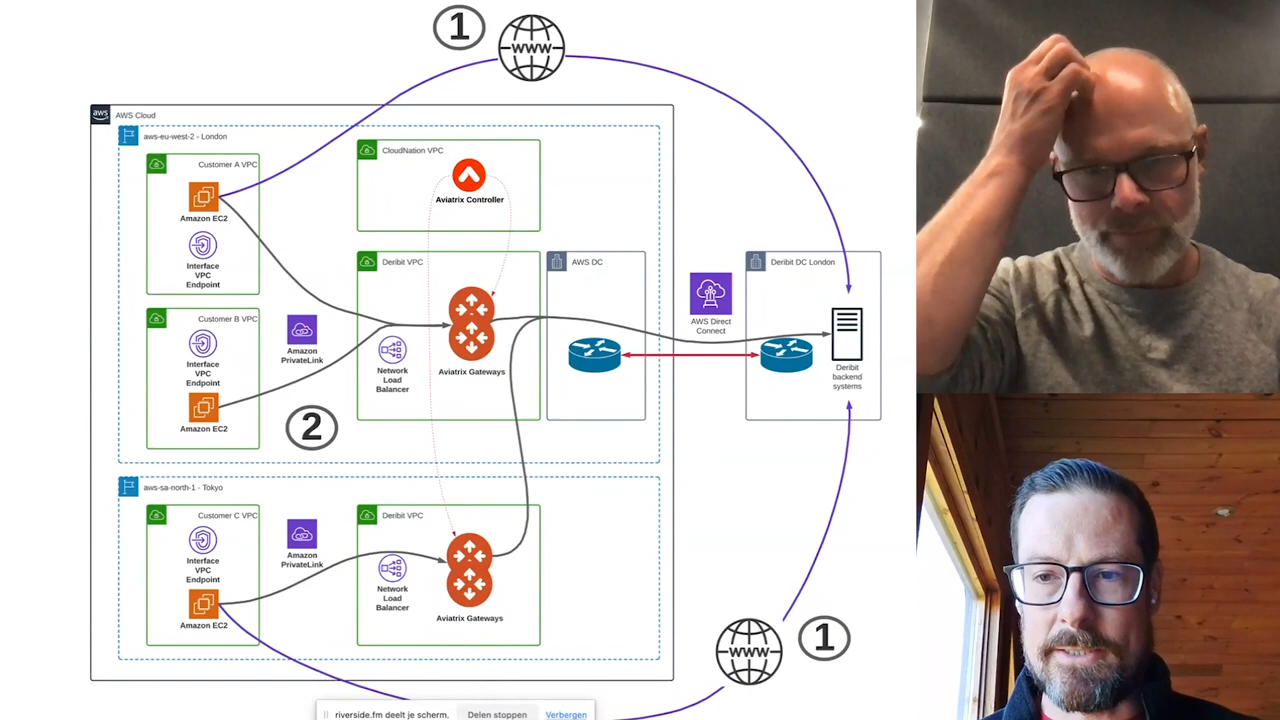 1
WWW
aws
AWS Cloud
aws-eu-west-2 - London
Customer A VPC
Amazon EC2
Interface
VPC
Endpoint
CloudNation VPC
Aviatrix Controller
Customer B VPC
Interface
VPC
Endpoint
Amazon EC2
Amazon
PrivateLink
2
Deribit VPC
Network
Load
Balancer
Aviatrix Gateways
AWS DC
AWS Direct
Connect
Deribit DC London
Deribit
backend
systems
aws-sa-north-1 - Tokyo
Customer C VPC
Interface
VPC
Endpoint
Amazon EC2
Amazon
PrivateLink
Deribit VPC
Network
Load
Balancer
Aviatrix Gateways
WWW
1
riverside.fm deelt je scherm.
Delen stoppen
Verbergen